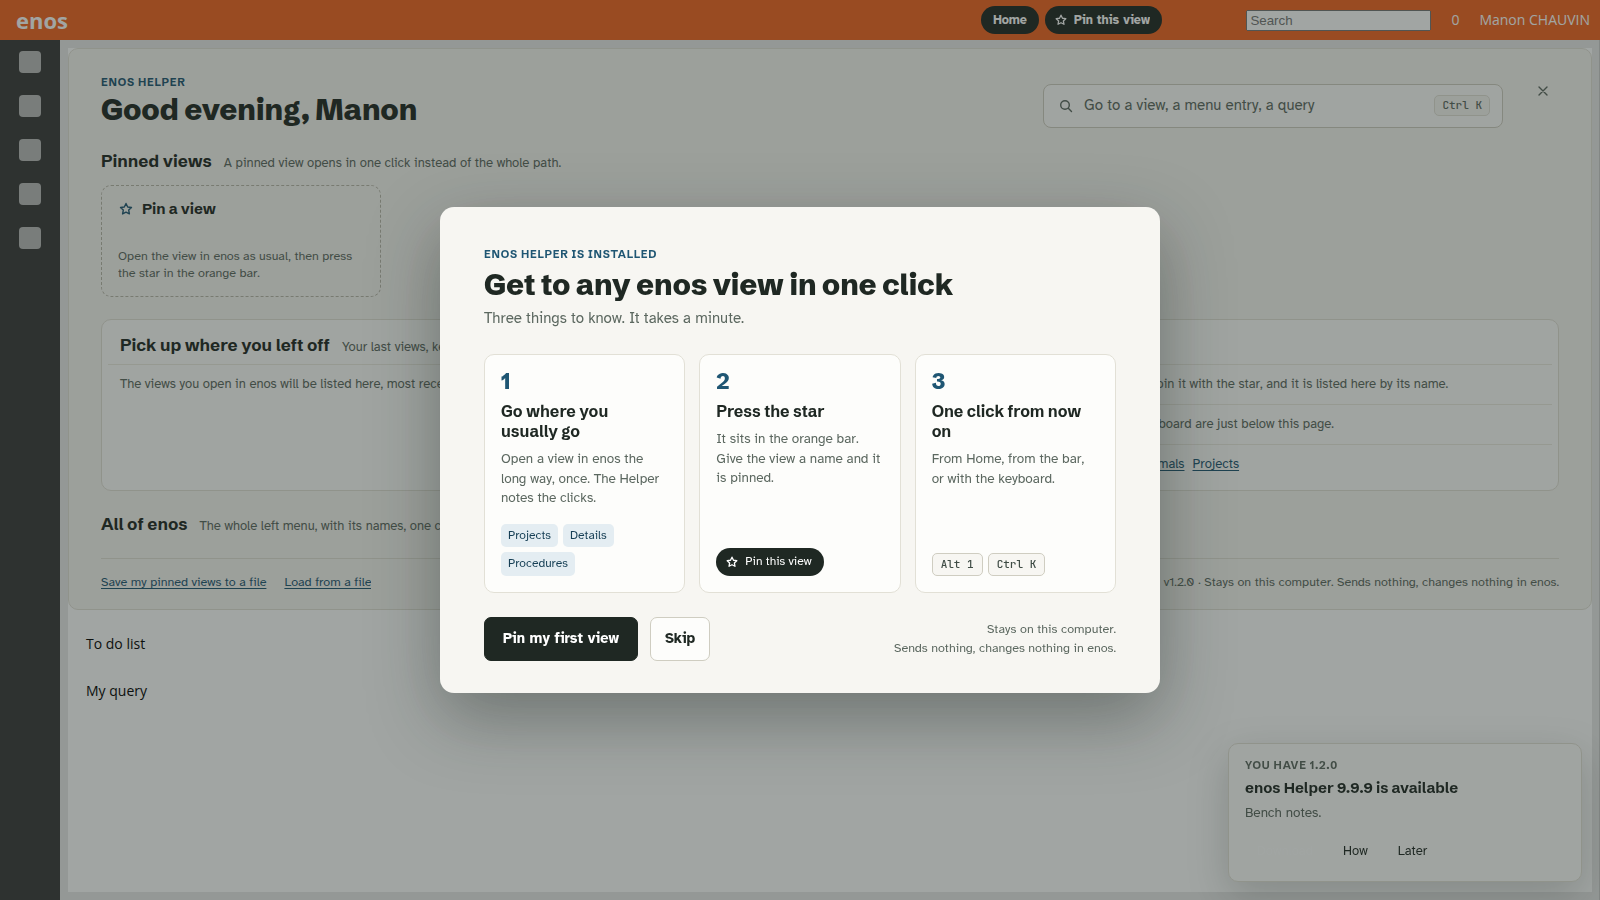 enos
Home
Pin this view
Search
0
Manon CHAUVIN
ENOS HELPER
Good evening, Manon
Go to a view, a menu entry, a query
Ctrl K
Pinned views
A pinned view opens in one click instead of the whole path.
Pin a view
Open the view in enos as usual, then press
the star in the orange bar.
Pick up where you left off
Your last views,
The views you open in enos will be listed here, most
it with the star, and it is listed here by its name.
are just below this page.
Projects
All of enos
The whole left menu, with its names, one
Save my pinned views to a file
Load from a file
v1.2.0 · Stays on this computer. Sends nothing, changes nothing in enos.
ENOS HELPER IS INSTALLED
Get to any enos view in one click
Three things to know. It takes a minute.
1
Go where you
usually go
Open a view in enos the
long way, once. The Helper
notes the clicks.
Projects
Details
Procedures
2
Press the star
It sits in the orange bar.
Give the view a name and it
is pinned.
Pin this view
3
One click from now
on
From Home, from the bar,
or with the keyboard.
Alt 1
Ctrl K
Pin my first view
Skip
Stays on this computer.
Sends nothing, changes nothing in enos.
To do list
My query
YOU HAVE 1.2.0
enos Helper 9.9.9 is available
Bench notes.
How
Later